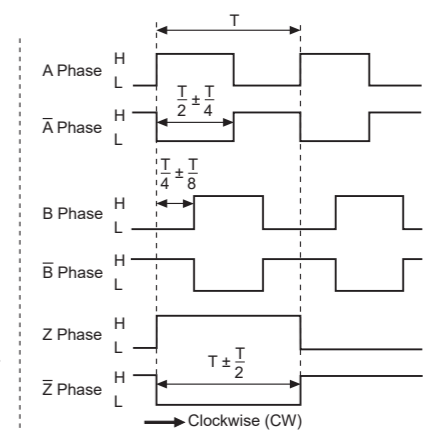 T
A Phase H
L
T/2 ± T/4
A̅ Phase H
L
T/4 ± T/8
B Phase H
L
B̅ Phase H
L
Z Phase H
L
T ± T/2
Z̅ Phase H
L
Clockwise (CW)